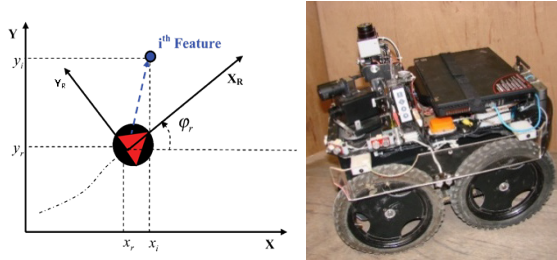 Y
i^th Feature
y_i
X_R
Y_R
φ_r
y_r
x_r x_i X